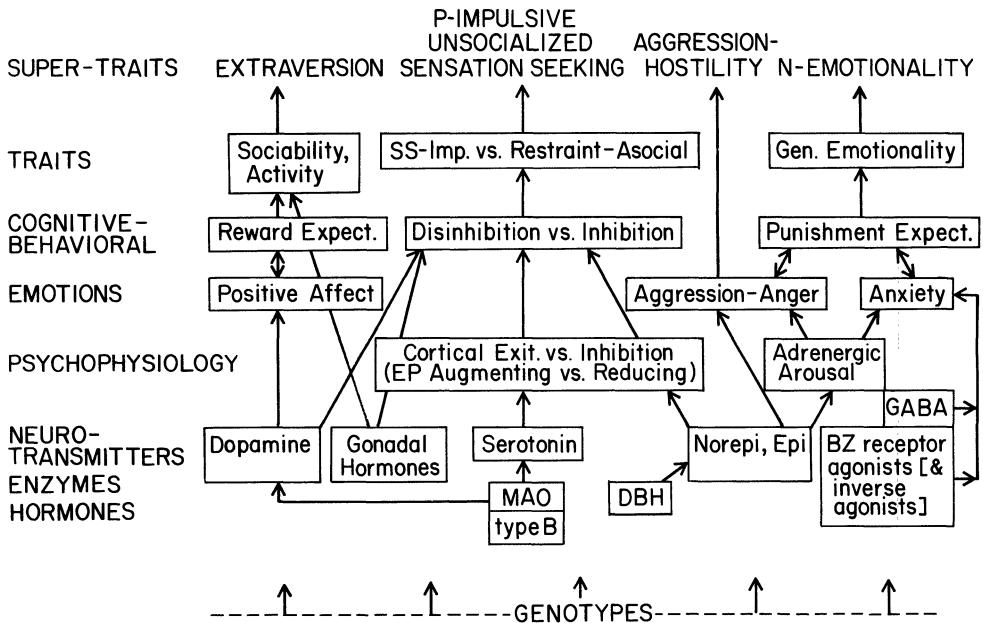 P-IMPULSIVE
UNSOCIALIZED
AGGRESSION-
SUPER-TRAITS EXTRAVERSION SENSATION SEEKING HOSTILITY N-EMOTIONALITY
TRAITS
Sociability,
Activity
SS-Imp. vs. Restraint-Asocial
Gen. Emotionality
COGNITIVE-
BEHAVIORAL
Reward Expect.
Disinhibition vs. Inhibition
Punishment Expect.
EMOTIONS
Positive Affect
Aggression-Anger
Anxiety
PSYCHOPHYSIOLOGY
Cortical Exit. vs. Inhibition
(EP Augmenting vs. Reducing)
Adrenergic
Arousal
GABA
NEURO-
TRANSMITTERS
ENZYMES
HORMONES
Dopamine
Gonadal
Hormones
Serotonin
Norepi, Epi
BZ receptor
agonists [&
inverse
agonists]
MAO
type B
DBH
GENOTYPES